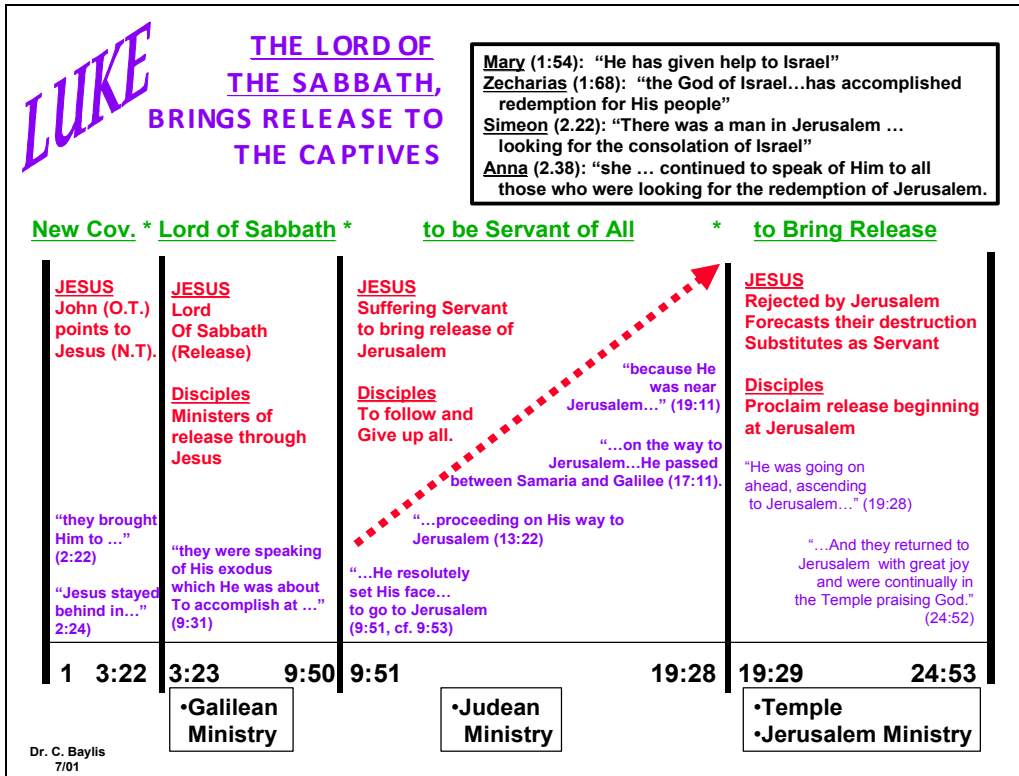 LUKE
THE LORD OF
THE SABBATH,
BRINGS RELEASE TO
THE CAPTIVES
Mary (1:54): “He has given help to Israel”
Zecharias (1:68): “the God of Israel…has accomplished
redemption for His people”
Simeon (2.22): “There was a man in Jerusalem …
looking for the consolation of Israel”
Anna (2.38): “she … continued to speak of Him to all
those who were looking for the redemption of Jerusalem.
New Cov. * Lord of Sabbath * to be Servant of All * to Bring Release
JESUS
John (O.T.)
points to
Jesus (N.T).
“they brought
Him to …”
(2:22)
“Jesus stayed
behind in…”
2:24)
JESUS
Lord
Of Sabbath
(Release)
Disciples
Ministers of
release through
Jesus
“they were speaking
of His exodus
which He was about
To accomplish at …”
(9:31)
JESUS
Suffering Servant
to bring release of
Jerusalem
Disciples
To follow and
Give up all.
“because He
was near
Jerusalem…” (19:11)
“…on the way to
Jerusalem…He passed
between Samaria and Galilee (17:11).
“…proceeding on His way to
Jerusalem (13:22)
“…He resolutely
set His face…
to go to Jerusalem
(9:51, cf. 9:53)
JESUS
Rejected by Jerusalem
Forecasts their destruction
Substitutes as Servant
Disciples
Proclaim release beginning
at Jerusalem
“He was going on
ahead, ascending
to Jerusalem…” (19:28)
“…And they returned to
Jerusalem with great joy
and were continually in
the Temple praising God.”
(24:52)
1 3:22 3:23 9:50 9:51 19:28 19:29 24:53
•Galilean
Ministry
•Judean
Ministry
•Temple
•Jerusalem Ministry
Dr. C. Baylis
7/01